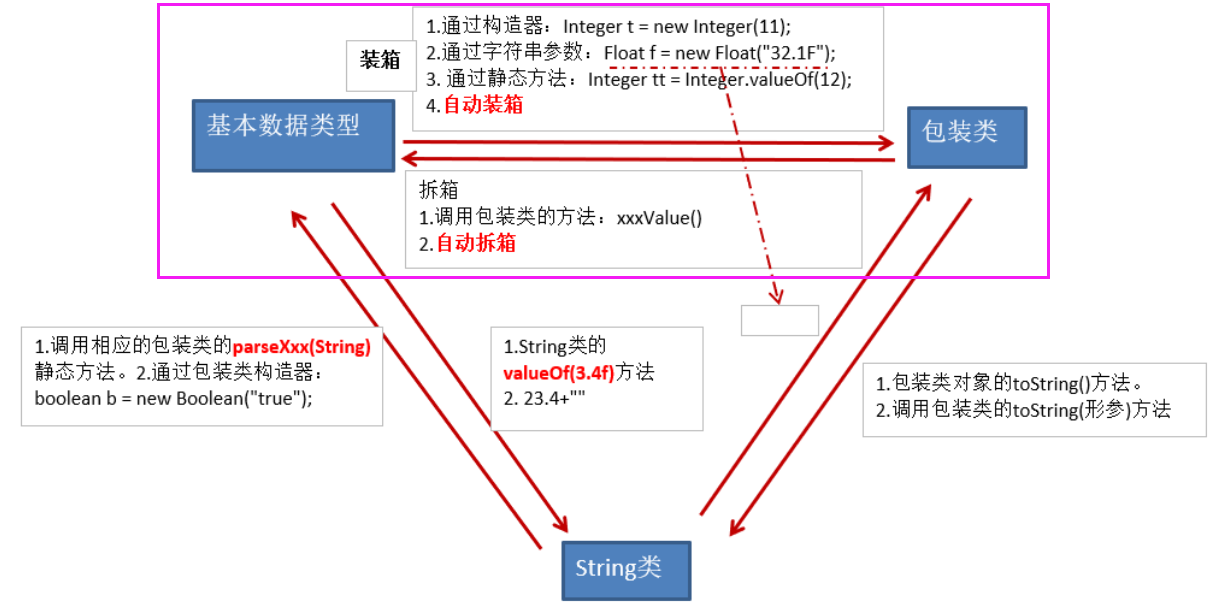 1.通过构造器：Integer t = new Integer(11);
2.通过字符串参数：Float f = new Float("32.1F");
3. 通过静态方法：Integer tt = Integer.valueOf(12);
4.自动装箱
装箱
基本数据类型
包装类
拆箱
1.调用包装类的方法：xxxValue()
2.自动拆箱
1.调用相应的包装类的parseXxx(String)
静态方法。2.通过包装类构造器：
boolean b = new Boolean("true");
1.String类的
valueOf(3.4f)方法
2. 23.4+""
1.包装类对象的toString()方法。
2.调用包装类的toString(形参)方法
String类